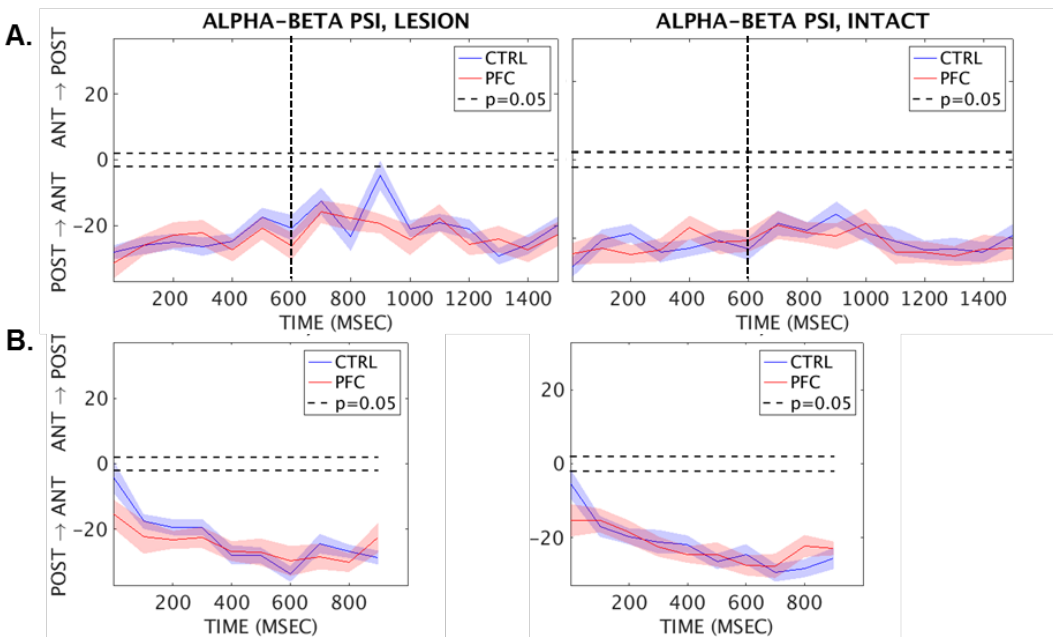 A.
ALPHA−BETA PSI, LESION
ALPHA−BETA PSI, INTACT
POST → ANT ANT → POST
20
0
−20
CTRL
PFC
p=0.05
CTRL
PFC
p=0.05
200 400 600 800 1000 1200 1400
TIME (MSEC)
200 400 600 800 1000 1200 1400
TIME (MSEC)
B.
POST → ANT ANT → POST
20
0
−20
CTRL
PFC
p=0.05
200 400 600 800
TIME (MSEC)
20
0
−20
CTRL
PFC
p=0.05
200 400 600 800
TIME (MSEC)